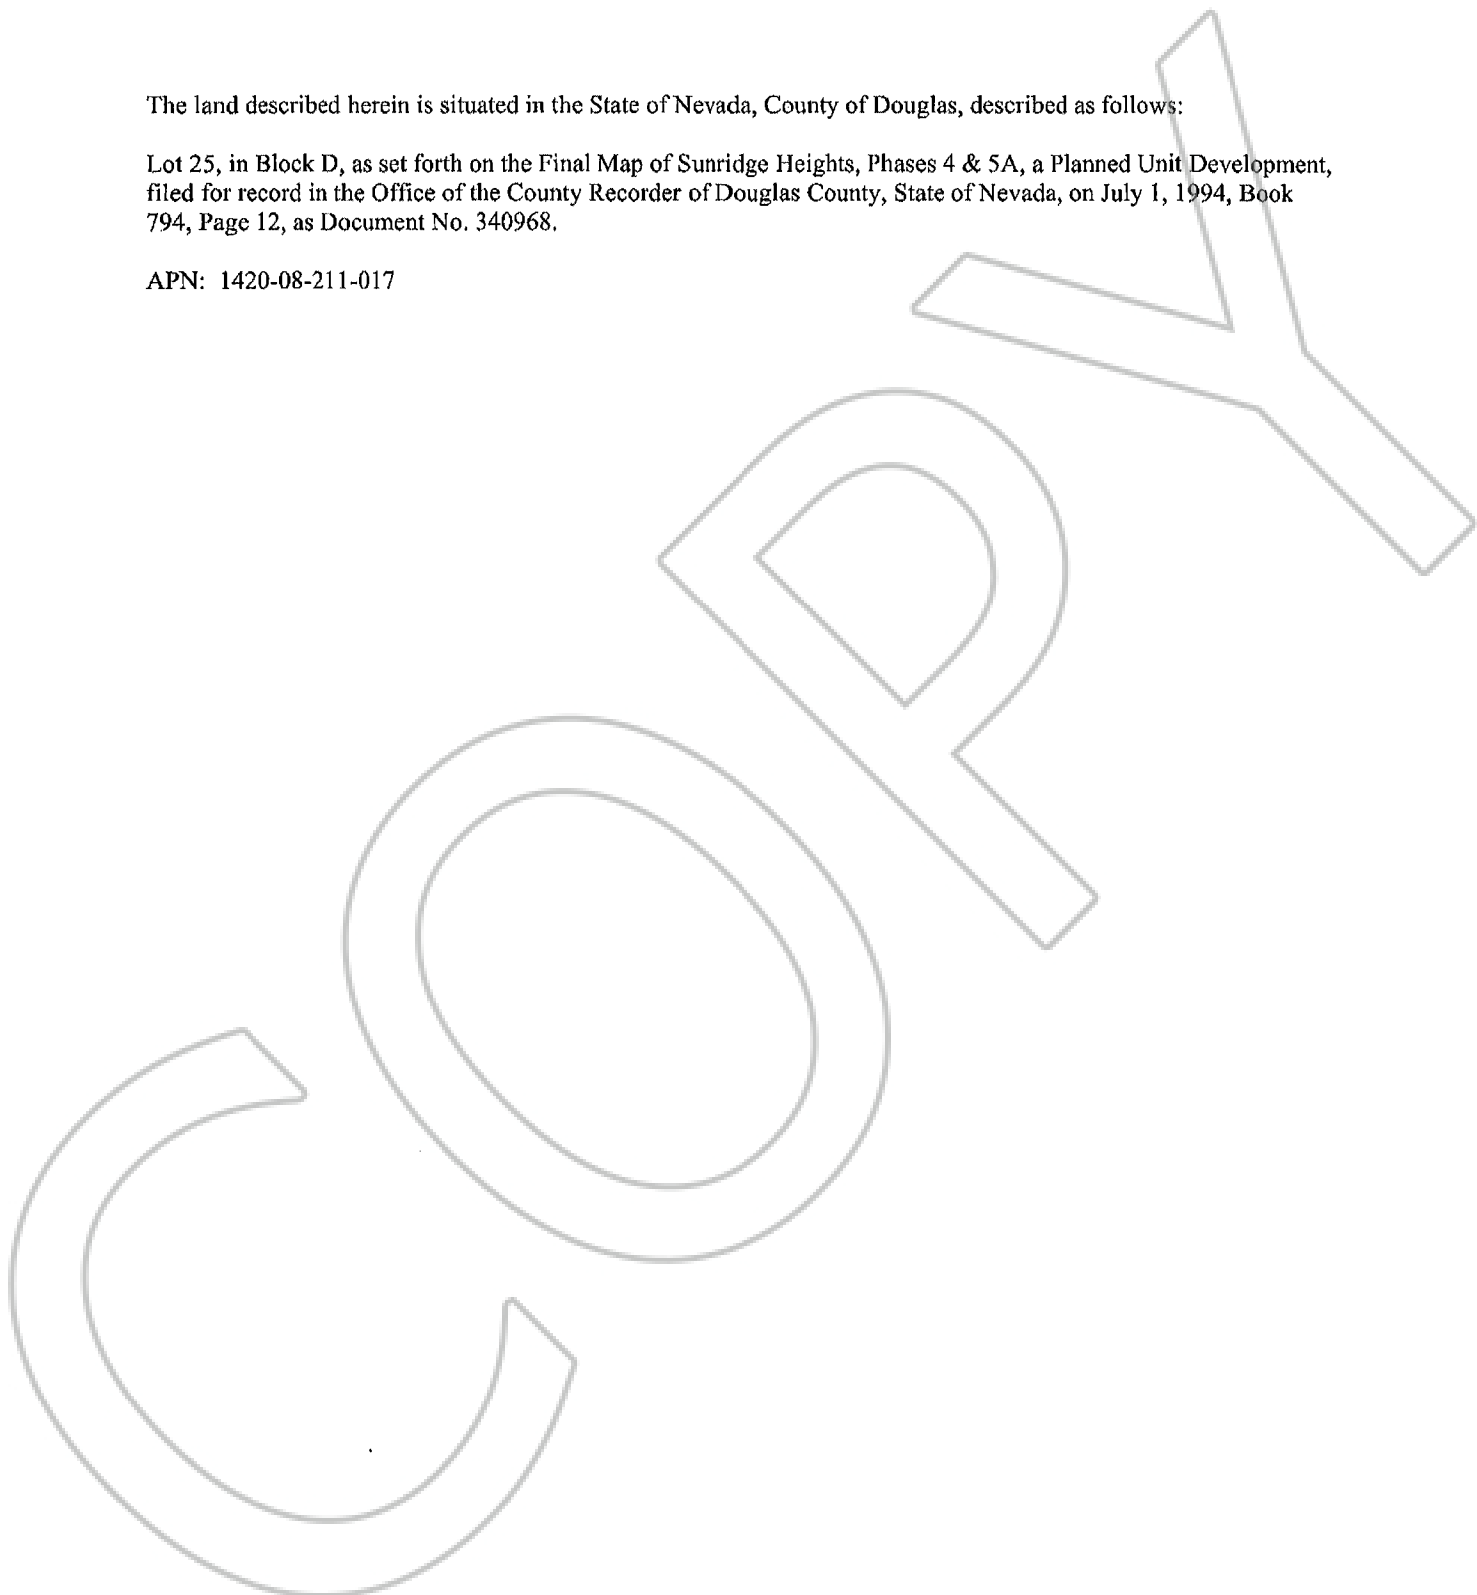 The land described herein is situated in the State of Nevada, County of Douglas, described as follows:
Lot 25, in Block D, as set forth on the Final Map of Sunridge Heights, Phases 4 & 5A, a Planned Unit Development,
filed for record in the Office of the County Recorder of Douglas County, State of Nevada, on July 1, 1994, Book
794, Page 12, as Document No. 340968.
APN: 1420-08-211-017
COPY